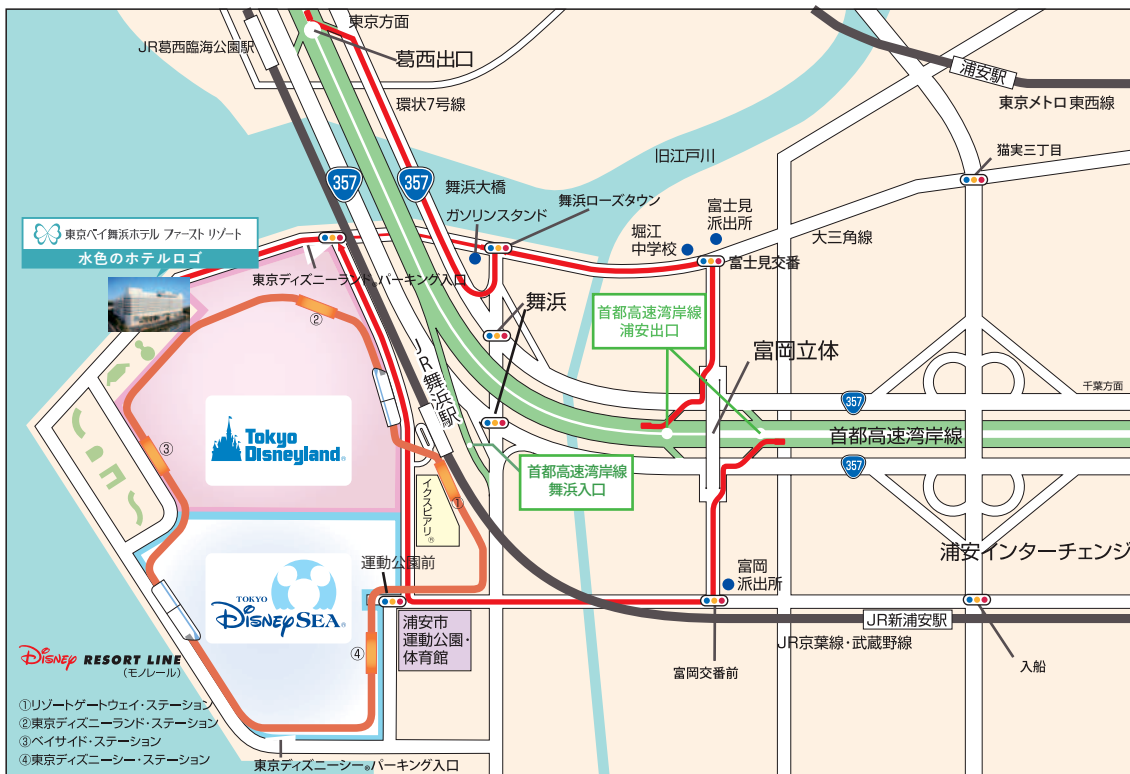 東京方面
JR葛西臨海公園駅
葛西出口
環状7号線
浦安駅
東京メトロ東西線
猫実三丁目
旧江戸川
357
357
舞浜大橋
ガソリンスタンド
舞浜ローズタウン
富士見
派出所
堀江
中学校
大三角線
富士見交番
東京ベイ舞浜ホテル ファースト リゾート
水色のホテルロゴ
東京ディズニーランド®パーキング入口
②
舞浜
首都高速湾岸線
浦安出口
富岡立体
JR舞浜駅
千葉方面
357
首都高速湾岸線
357
Tokyo
Disneyland®
③
首都高速湾岸線
舞浜入口
イクスピアリ®
①
浦安インターチェンジ
運動公園前
富岡
派出所
TOKYO
DISNEY SEA®
浦安市
運動公園・
体育館
④
JR新浦安駅
JR京葉線・武蔵野線
富岡交番前
入船
Disney RESORT LINE
(モノレール)
①リゾートゲートウェイ・ステーション
②東京ディズニーランド・ステーション
③ベイサイド・ステーション
④東京ディズニーシー・ステーション
東京ディズニーシー®パーキング入口